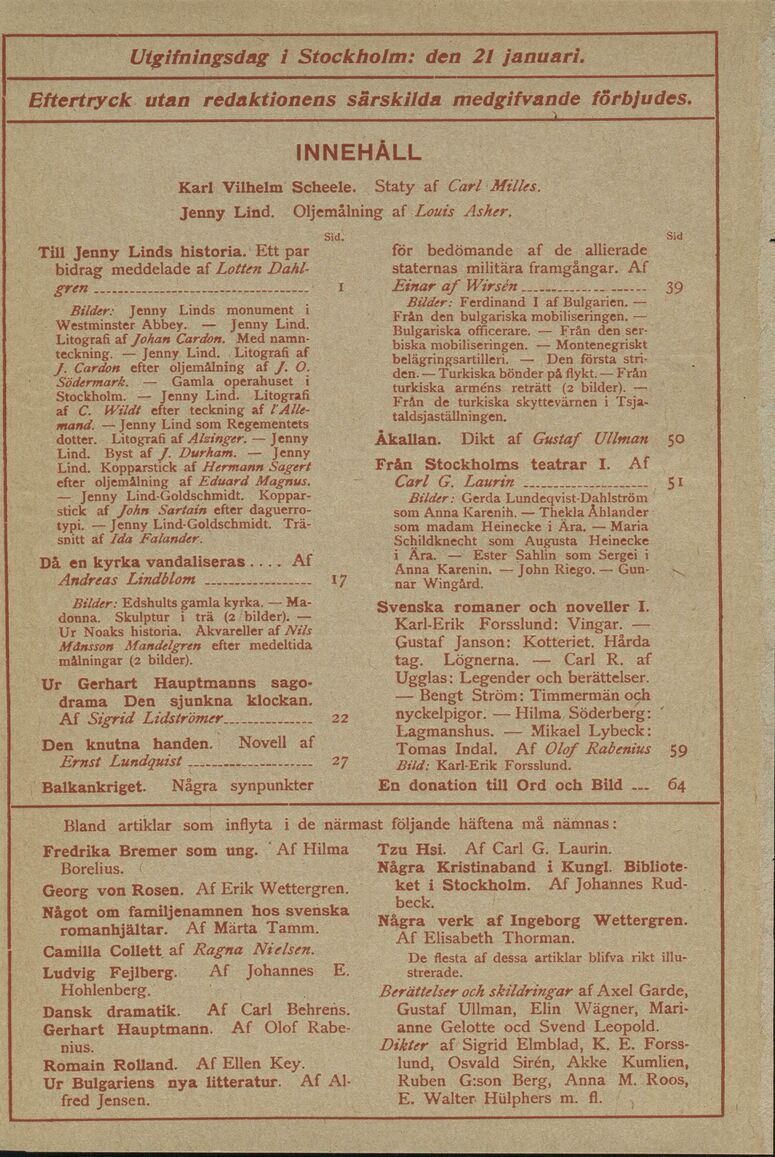 Utgifningsdag i Stockholm: den 21 januari.
Eftertryck utan redaktionens särskilda medgifvande förbjudes.
INNEHÅLL
Karl Vilhelm Scheele. Staty af Carl Milles.
Jenny Lind. Oljemålning af Louis Asher.
Sid.
Till Jenny Linds historia. Ett par
bidrag meddelade af Lotten Dahl-
gren 1
Bilder: Jenny Linds monument i
Westminster Abbey. — Jenny Lind.
Litografi af Johan Cardon. Med namn-
teckning. — Jenny Lind. Litografi af
J. Cardon efter oljemålning af J. O.
Södermark. — Gamla operahuset i
Stockholm. — Jenny Lind. Litografi
af C. Wildt efter teckning af l'Alle-
mand. — Jenny Lind som Regementets
dotter. Litografi af Alzinger. — Jenny
Lind. Byst af J. Durham. — Jenny
Lind. Kopparstick af Hermann Sagert
efter oljemålning af Eduard Magnus.
— Jenny Lind-Goldschmidt. Koppar-
stick af John Sartain efter daguerro-
typi. — Jenny Lind-Goldschmidt. Trä-
snitt af Ida Falander.
Då en kyrka vandaliseras .... Af
Andreas Lindblom 17
Bilder: Edshults gamla kyrka. — Ma-
donna. Skulptur i trä (2 bilder). —
Ur Noaks historia. Akvareller af Nils
Månsson Mandelgren efter medeltida
målningar (2 bilder).
Ur Gerhart Hauptmanns sago-
drama Den sjunkna klockan.
Af Sigrid Lidströmer 22
Den knutna handen. Novell af
Ernst Lundquist 27
Balkankriget. Några synpunkter
Sid
för bedömande af de allierade
staternas militära framgångar. Af
Einar af Wirsén 39
Bilder: Ferdinand I af Bulgarien. —
Från den bulgariska mobiliseringen. —
Bulgariska officerare. — Från den ser-
biska mobiliseringen. — Montenegriskt
belägringsartilleri. — Den första stri-
den. — Turkiska bönder på flykt. — Från
turkiska arméns reträtt (2 bilder). —
Från de turkiska skyttevärnen i Tsja-
taldsjaställningen.
Åkallan. Dikt af Gustaf Ullman 50
Från Stockholms teatrar I. Af
Carl G. Laurin 51
Bilder: Gerda Lundeqvist-Dahlström
som Anna Karenin. — Thekla Åhlander
som madam Heinecke i Ära. — Maria
Schildknecht som Augusta Heinecke
i Ära. — Ester Sahlin som Sergei i
Anna Karenin. — John Riego. — Gun-
nar Wingård.
Svenska romaner och noveller I.
Karl-Erik Forsslund: Vingar. —
Gustaf Janson: Kotteriet. Hårda
tag. Lögnerna. — Carl R. af
Ugglas: Legender och berättelser.
— Bengt Ström: Timmermän och
nyckelpigor. — Hilma Söderberg:
Lagmanshus. — Mikael Lybeck:
Tomas Indal. Af Olof Rabenius 59
Bild: Karl-Erik Forsslund.
En donation till Ord och Bild 64
Bland artiklar som inflyta i de närmast följande häftena må nämnas:
Fredrika Bremer som ung. Af Hilma
Borelius.
Georg von Rosen. Af Erik Wettergren.
Något om familjenamnen hos svenska
romanhjältar. Af Märta Tamm.
Camilla Collett af Ragna Nielsen.
Ludvig Fejlberg. Af Johannes E.
Hohlenberg.
Dansk dramatik. Af Carl Behrens.
Gerhart Hauptmann. Af Olof Rabe-
nius.
Romain Rolland. Af Ellen Key.
Ur Bulgariens nya litteratur. Af Al-
fred Jensen.
Tzu Hsi. Af Carl G. Laurin.
Några Kristinaband i Kungl. Bibliote-
ket i Stockholm. Af Johannes Rud-
beck.
Några verk af Ingeborg Wettergren.
Af Elisabeth Thorman.
De flesta af dessa artiklar blifva rikt illu-
strerade.
Berättelser och skildringar af Axel Garde,
Gustaf Ullman, Elin Wägner, Mari-
anne Gelotte ocd Svend Leopold.
Dikter af Sigrid Elmblad, K. E. Forss-
lund, Osvald Sirén, Akke Kumlien,
Ruben G:son Berg, Anna M. Roos,
E. Walter Hülphers m. fl.